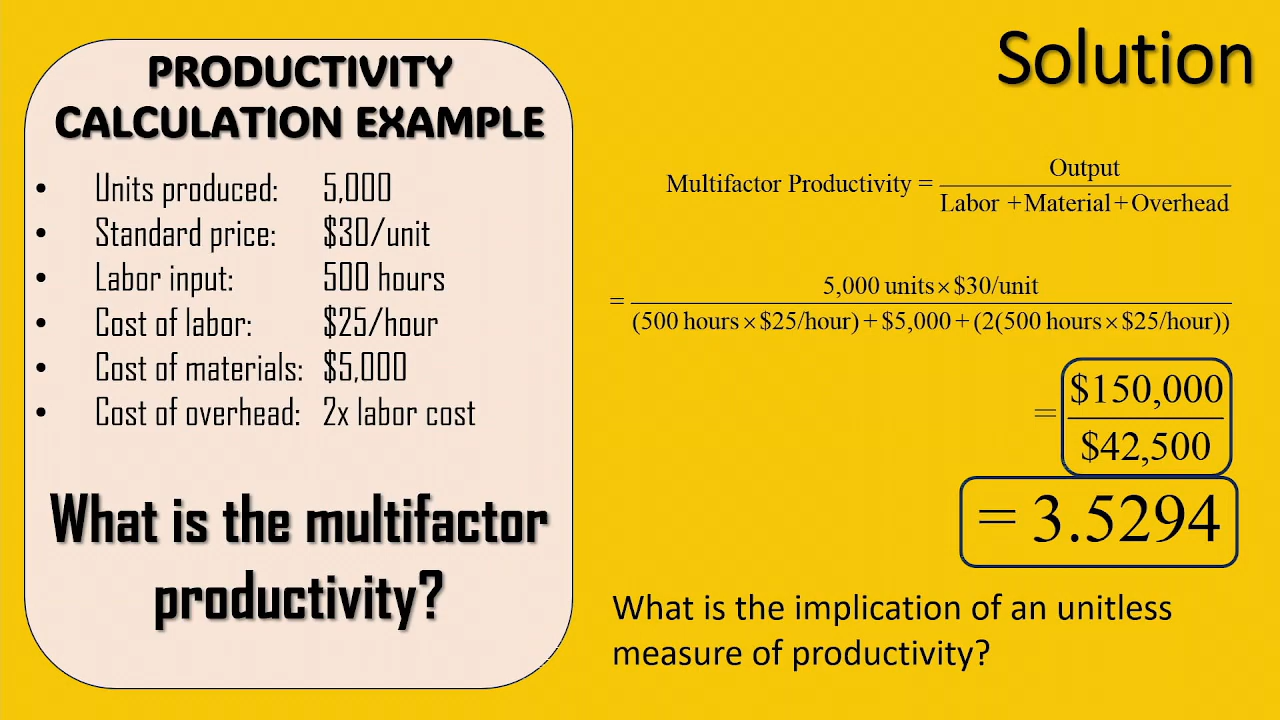 PRODUCTIVITY
CALCULATION EXAMPLE
• Units produced: 5,000
• Standard price: $30/unit
• Labor input: 500 hours
• Cost of labor: $25/hour
• Cost of materials: $5,000
• Cost of overhead: 2x labor cost
What is the multifactor
productivity?
Solution
Output
Multifactor Productivity =
Labor +Material+Overhead
5,000 units×$30/unit
=
(500 hours×$25/hour)+$5,000+(2(500 hours×$25/hour))
$150,000
=
$42,500
= 3.5294
What is the implication of an unitless
measure of productivity?